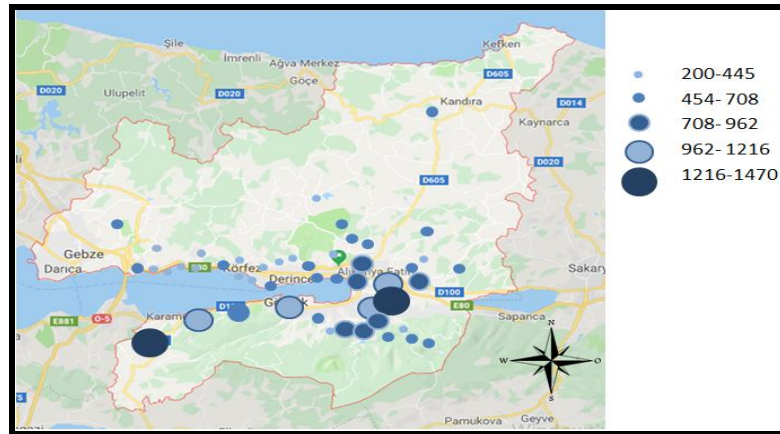 Şile
İmrenli
Ağva Merkez
Göçe
Kefken
D605
D020
Ulupelit
D020
Kandıra
D014
Kaynarca
D020
D605
Gebze
Darıca
Körfez
Derince
Sakary
D100
E80
Karam
E881
O-5
Sapanca
Pamukova
Geyve
N
W
O
S
200-445
454-708
708-962
962-1216
1216-1470